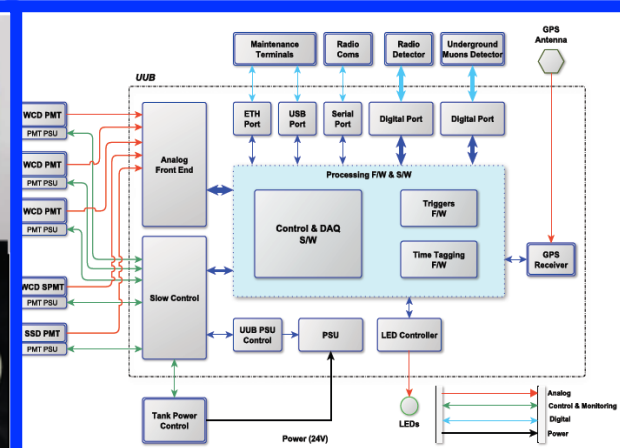 GPS
Antenna
Maintenance
Terminals
Radio
Coms
Radio
Detector
Underground
Muons Detector
UUB
WCD PMT
PMT PSU
WCD PMT
PMT PSU
WCD PMT
PMT PSU
WCD SPMT
PMT PSU
SSD PMT
PMT PSU
Analog
Front End
ETH
Port
USB
Port
Serial
Port
Digital Port
Digital Port
Processing F/W & S/W
Control & DAQ
S/W
Triggers
F/W
Time Tagging
F/W
GPS
Receiver
Slow Control
UUB PSU
Control
PSU
LED Controller
Tank Power
Control
Power (24V)
LEDs
Analog
Control & Monitoring
Digital
Power